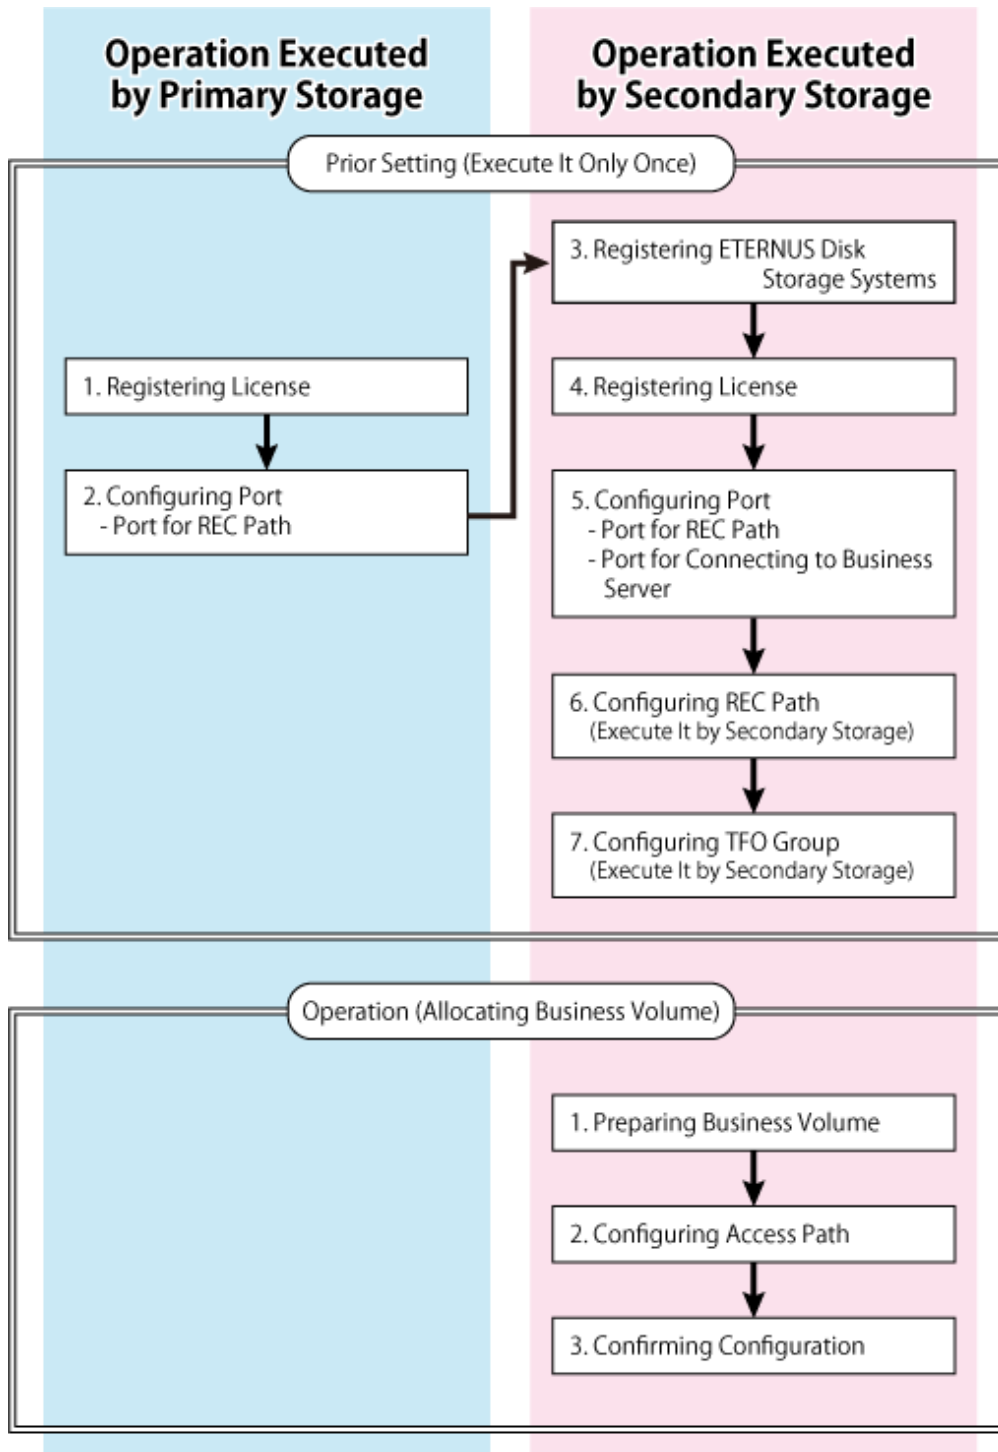 Operation Executed
by Primary Storage
Operation Executed
by Secondary Storage
Prior Setting (Execute It Only Once)
1. Registering License
2. Configuring Port
- Port for REC Path
3. Registering ETERNUS Disk
Storage Systems
4. Registering License
5. Configuring Port
- Port for REC Path
- Port for Connecting to Business
Server
6. Configuring REC Path
(Execute It by Secondary Storage)
7. Configuring TFO Group
(Execute It by Secondary Storage)
Operation (Allocating Business Volume)
1. Preparing Business Volume
2. Configuring Access Path
3. Confirming Configuration